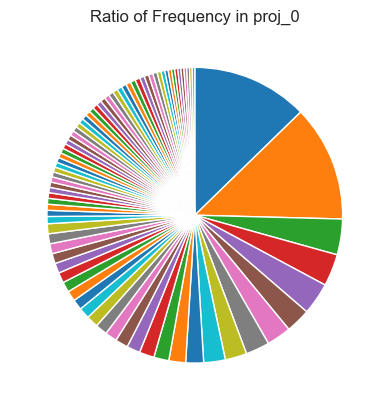 Ratio of Frequency in proj_0